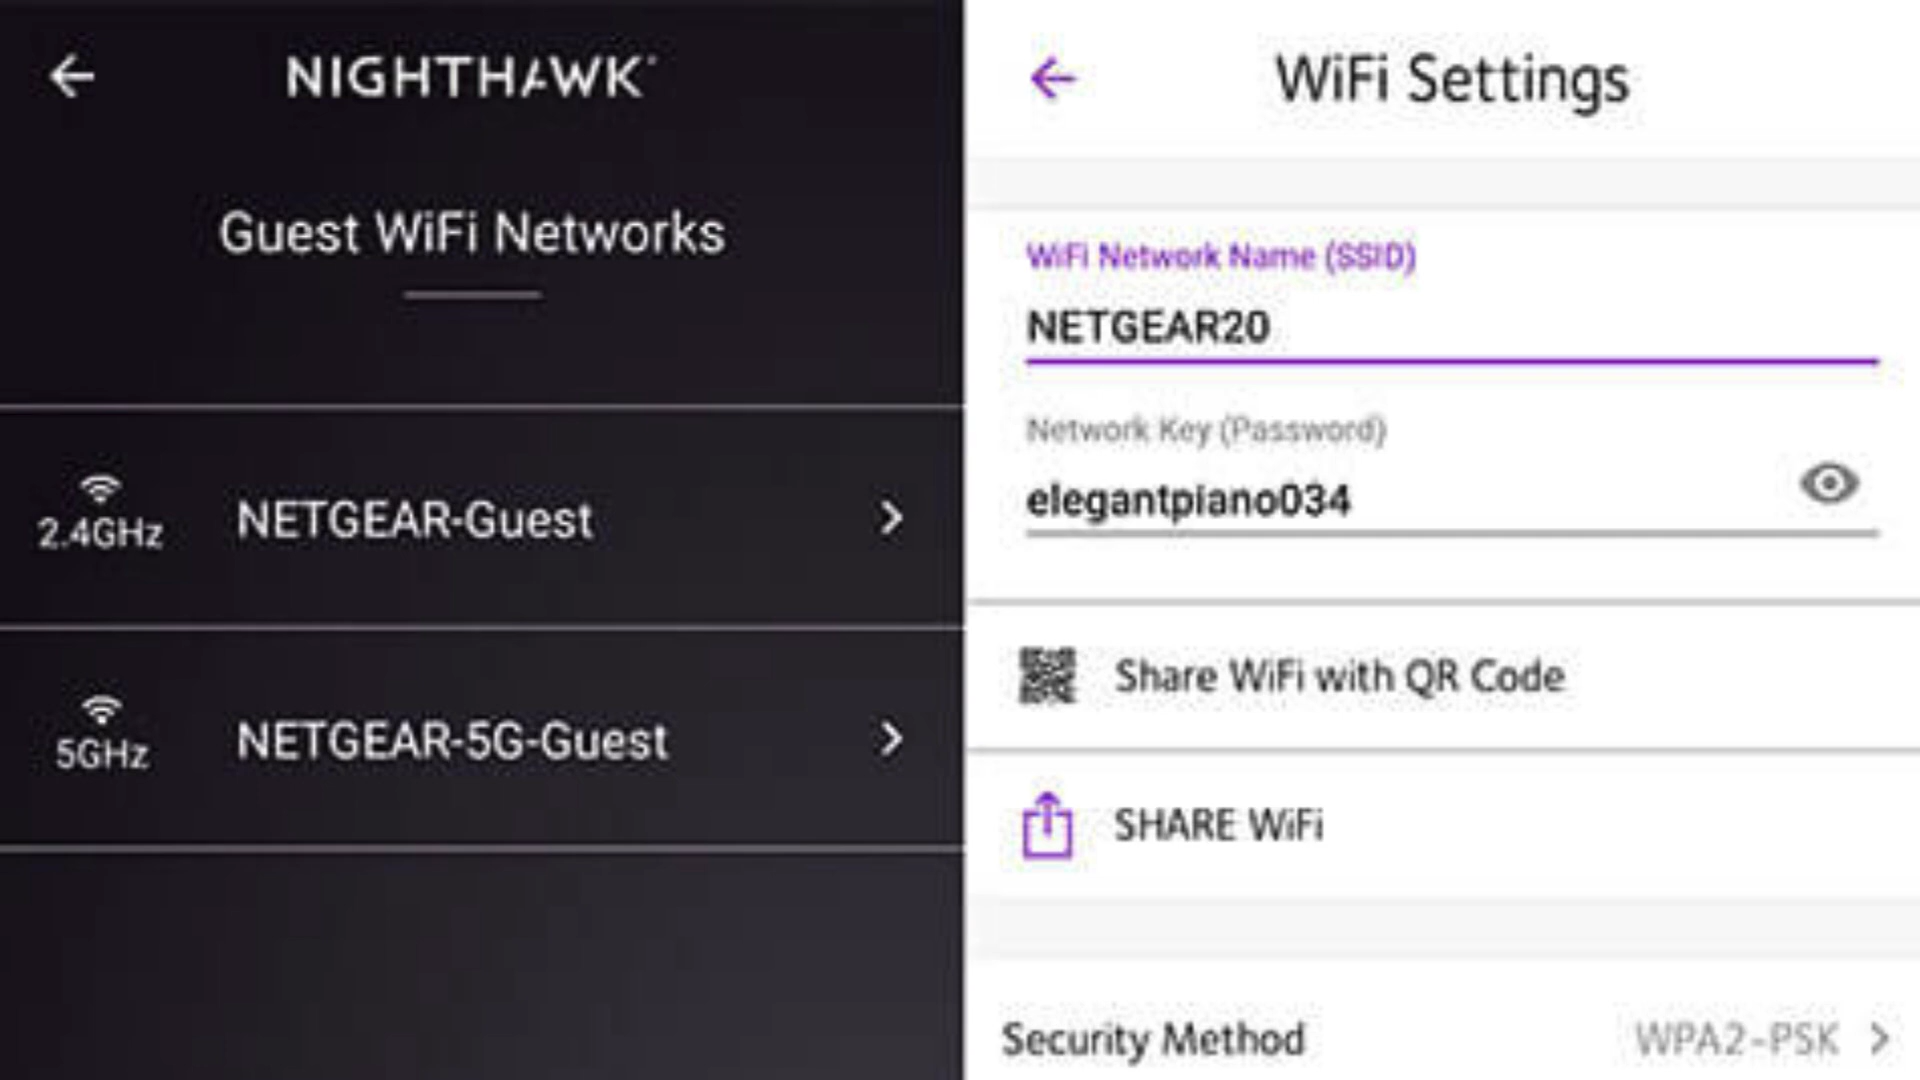 NIGHTHAWK
Guest WiFi Networks
2.4GHz
NETGEAR-Guest
5GHz
NETGEAR-5G-Guest
WiFi Settings
WiFi Network Name (SSID)
NETGEAR20
Network Key (Password)
elegantpiano034
Share WiFi with QR Code
SHARE WiFi
Security Method
WPA2-PSK